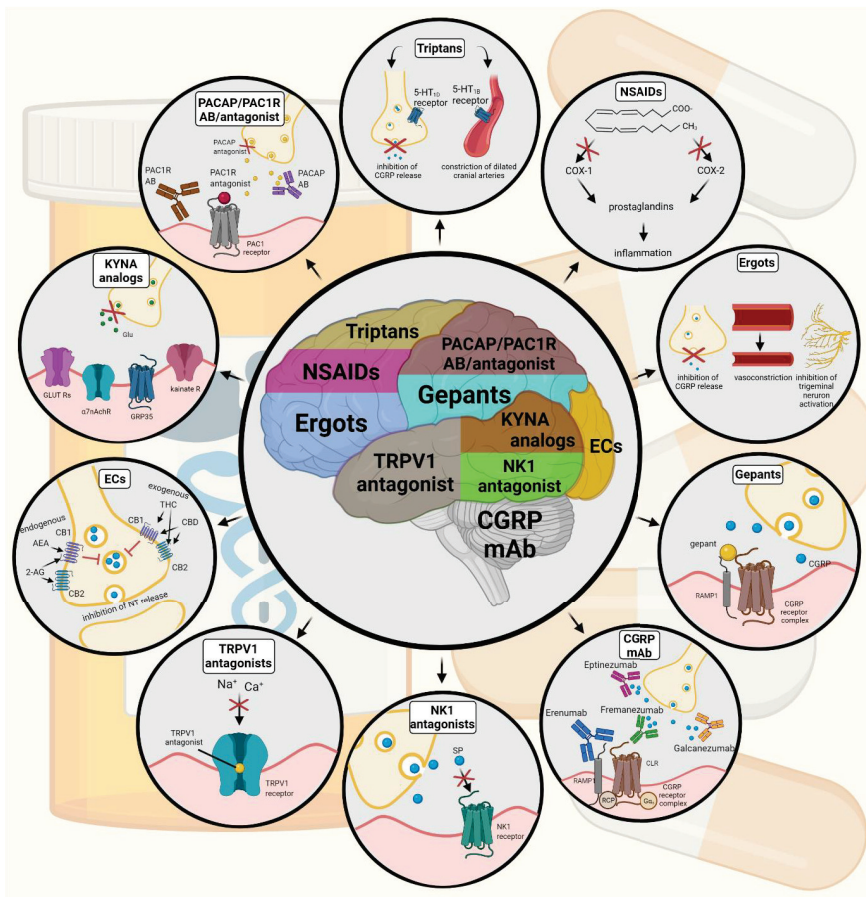 Triptans
5-HT1D
receptor
5-HT1B
receptor
inhibition of
CGRP release
constriction of dilated
cranial arteries
NSAIDs
COO-
CH3
COX-1
COX-2
prostaglandins
inflammation
Ergots
inhibition of
CGRP release
vasoconstriction
inhibition of
trigeminal
neruron
activation
Gepants
gepant
CGRP
RAMP1
CGRP
receptor
complex
CGRP
mAb
Eptinezumab
Fremanezumab
Erenumab
Galcanezumab
CLR
RAMP1
RCP
Gαs
CGRP
receptor
complex
NK1
antagonists
SP
NK1
receptor
TRPV1
antagonists
Na+
Ca+
TRPV1
antagonist
TRPV1
receptor
ECs
endogenous
exogenous
THC
CB1
CB1
CBD
AEA
2-AG
CB2
CB2
inhibition of NT release
KYNA
analogs
Glu
GLUT Rs
α7nAchR
GRP35
kainate R
PACAP/PAC1R
AB/antagonist
PACAP
antagonist
PAC1R
AB
PAC1R
antagonist
PACAP
AB
PAC1
receptor
Triptans
PACAP/PAC1R
AB/antagonist
NSAIDs
Gepants
Ergots
KYNA
analogs
ECs
TRPV1
antagonist
NK1
antagonist
CGRP
mAb